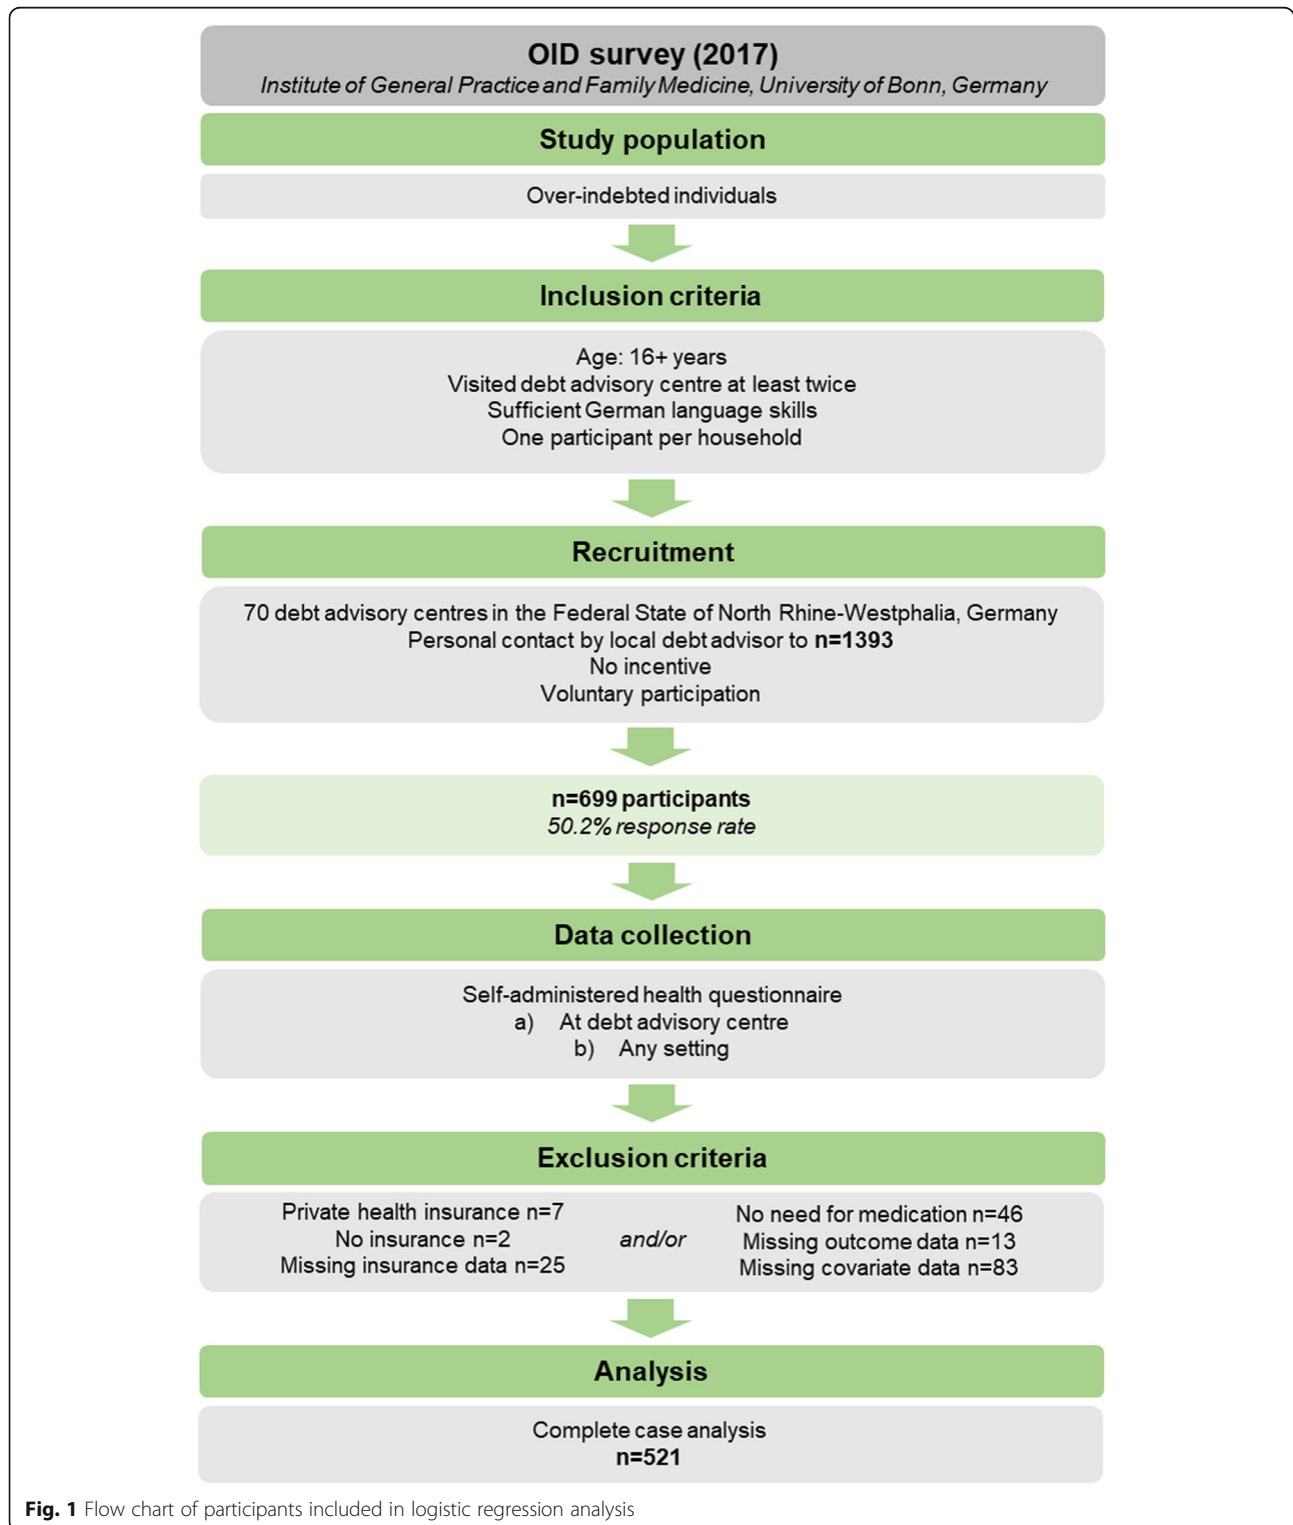 OID survey (2017)
Institute of General Practice and Family Medicine, University of Bonn, Germany
Study population
Over-indebted individuals
Inclusion criteria
Age: 16+ years
Visited debt advisory centre at least twice
Sufficient German language skills
One participant per household
Recruitment
70 debt advisory centres in the Federal State of North Rhine-Westphalia, Germany
Personal contact by local debt advisor to n=1393
No incentive
Voluntary participation
n=699 participants
50.2% response rate
Data collection
Self-administered health questionnaire
a) At debt advisory centre
b) Any setting
Exclusion criteria
Private health insurance n=7
No insurance n=2
Missing insurance data n=25
and/or
No need for medication n=46
Missing outcome data n=13
Missing covariate data n=83
Analysis
Complete case analysis
n=521
Fig. 1 Flow chart of participants included in logistic regression analysis